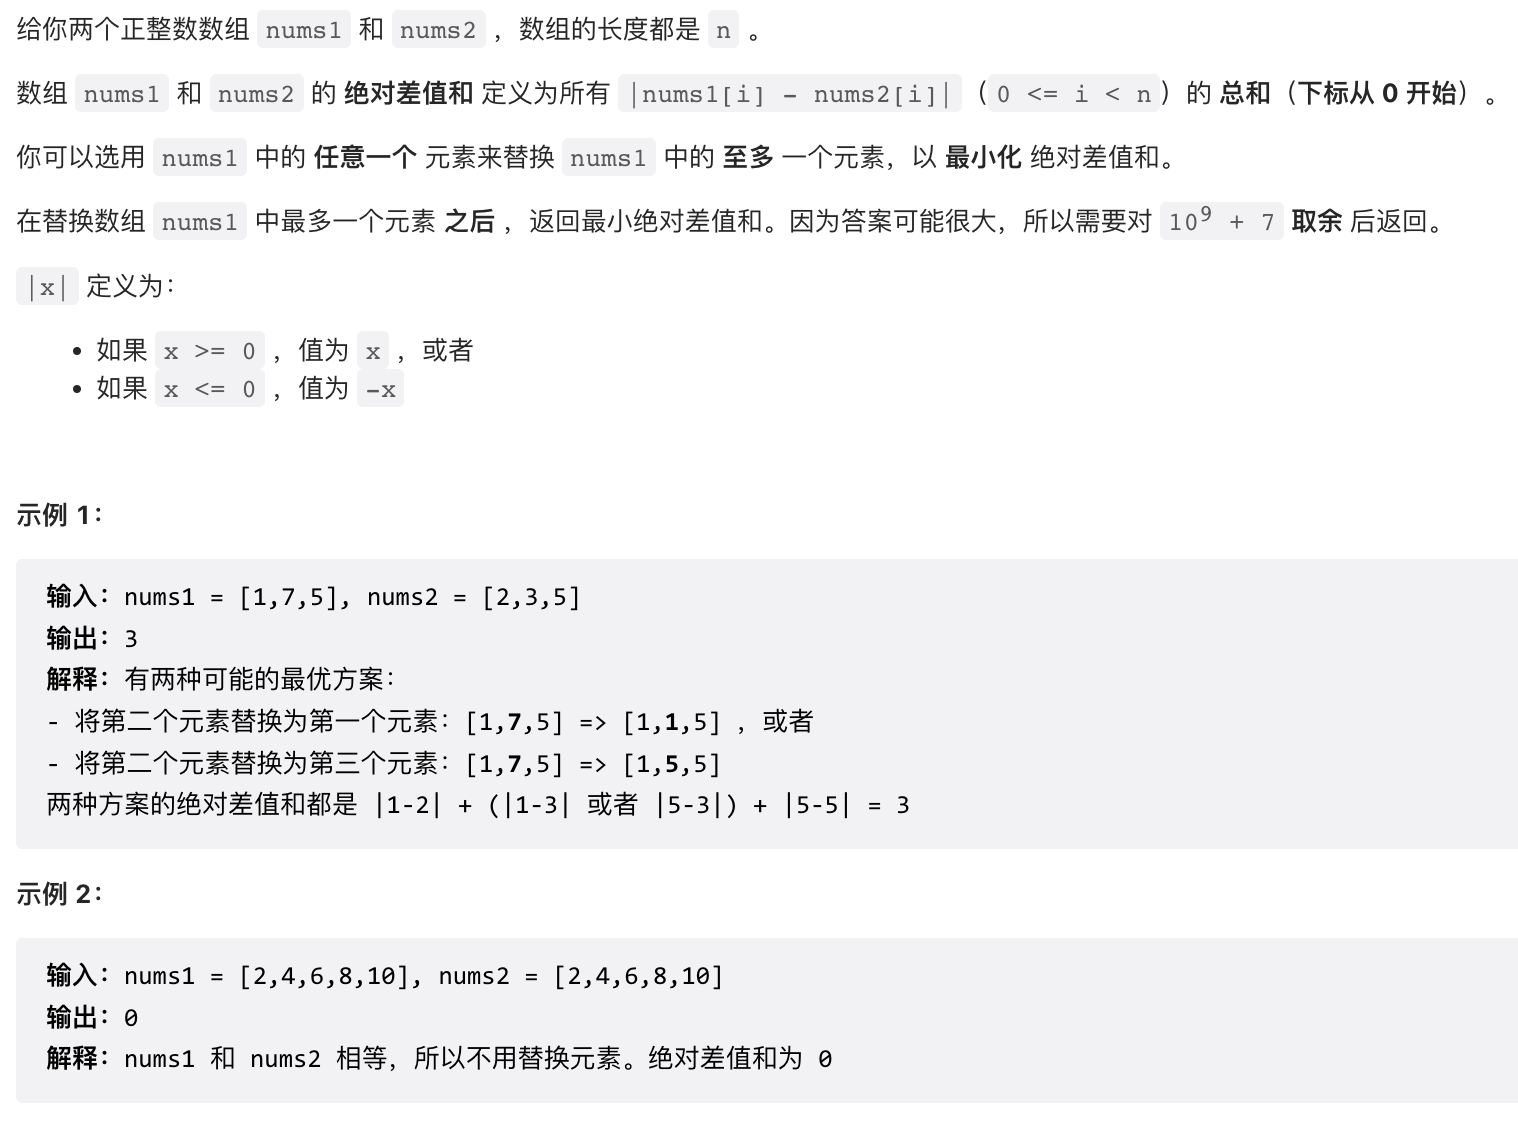 给你两个正整数数组 nums1 和 nums2 ，数组的长度都是 n 。
数组 nums1 和 nums2 的 绝对差值和 定义为所有 |nums1[i] - nums2[i]|（0 <= i < n）的 总和（下标从 0 开始）。
你可以选用 nums1 中的 任意一个 元素来替换 nums1 中的 至多 一个元素，以 最小化 绝对差值和。
在替换数组 nums1 中最多一个元素 之后 ，返回最小绝对差值和。因为答案可能很大，所以需要对 10⁹ + 7 取余 后返回。
|x| 定义为：
• 如果 x >= 0 ，值为 x ，或者
• 如果 x <= 0 ，值为 -x
示例 1：
输入：nums1 = [1,7,5], nums2 = [2,3,5]
输出：3
解释：有两种可能的最优方案：
- 将第二个元素替换为第一个元素：[1,7,5] => [1,1,5] ，或者
- 将第二个元素替换为第三个元素：[1,7,5] => [1,5,5]
两种方案的绝对差值和都是 |1-2| + (|1-3| 或者 |5-3|) + |5-5| = 3
示例 2：
输入：nums1 = [2,4,6,8,10], nums2 = [2,4,6,8,10]
输出：0
解释：nums1 和 nums2 相等，所以不用替换元素。绝对差值和为 0